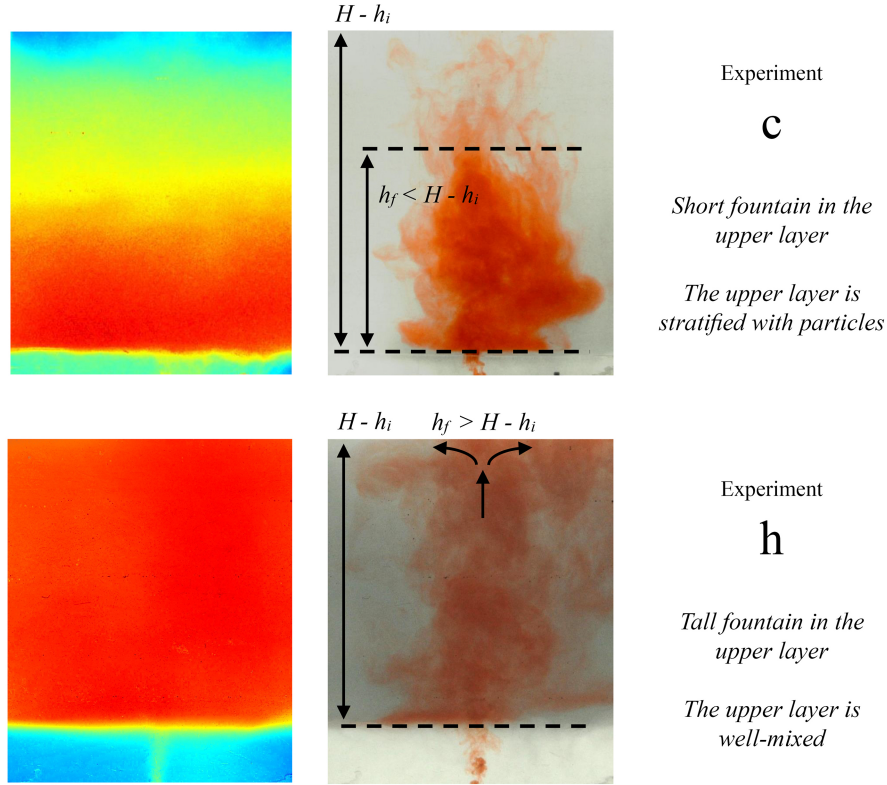 H - hi
hf < H - hi
Experiment
c
Short fountain in the
upper layer
The upper layer is
stratified with particles
H - hi
hf > H - hi
Experiment
h
Tall fountain in the
upper layer
The upper layer is
well-mixed